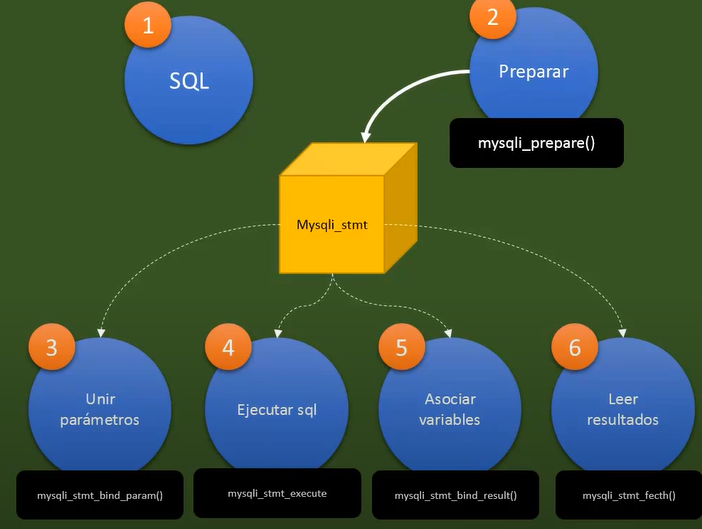 1
SQL
2
Preparar
mysqli_prepare()
Mysqli_stmt
3
Unir
parámetros
mysqli_stmt_bind_param()
4
Ejecutar sql
mysqli_stmt_execute
5
Asociar
variables
mysqli_stmt_bind_result()
6
Leer
resultados
mysqli_stmt_fecth()